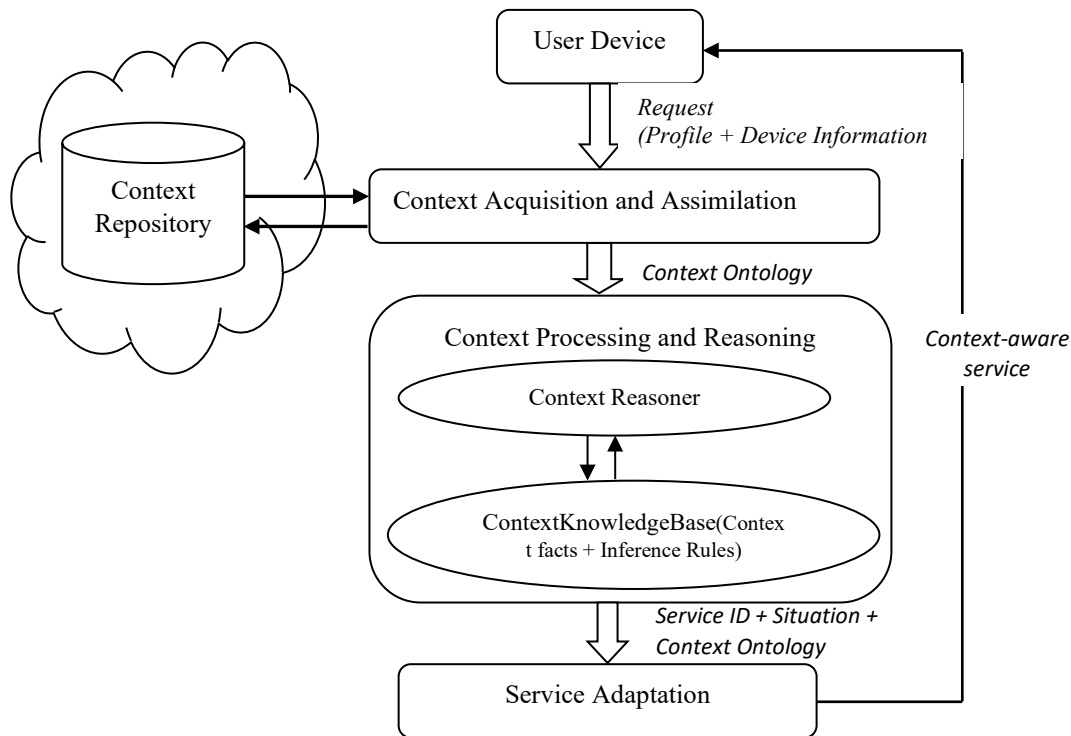 User Device
Request
(Profile + Device Information
Context
Repository
Context Acquisition and Assimilation
Context Ontology
Context Processing and Reasoning
Context Reasoner
ContextKnowledgeBase(Contex
t facts + Inference Rules)
Context-aware
service
Service ID + Situation +
Context Ontology
Service Adaptation